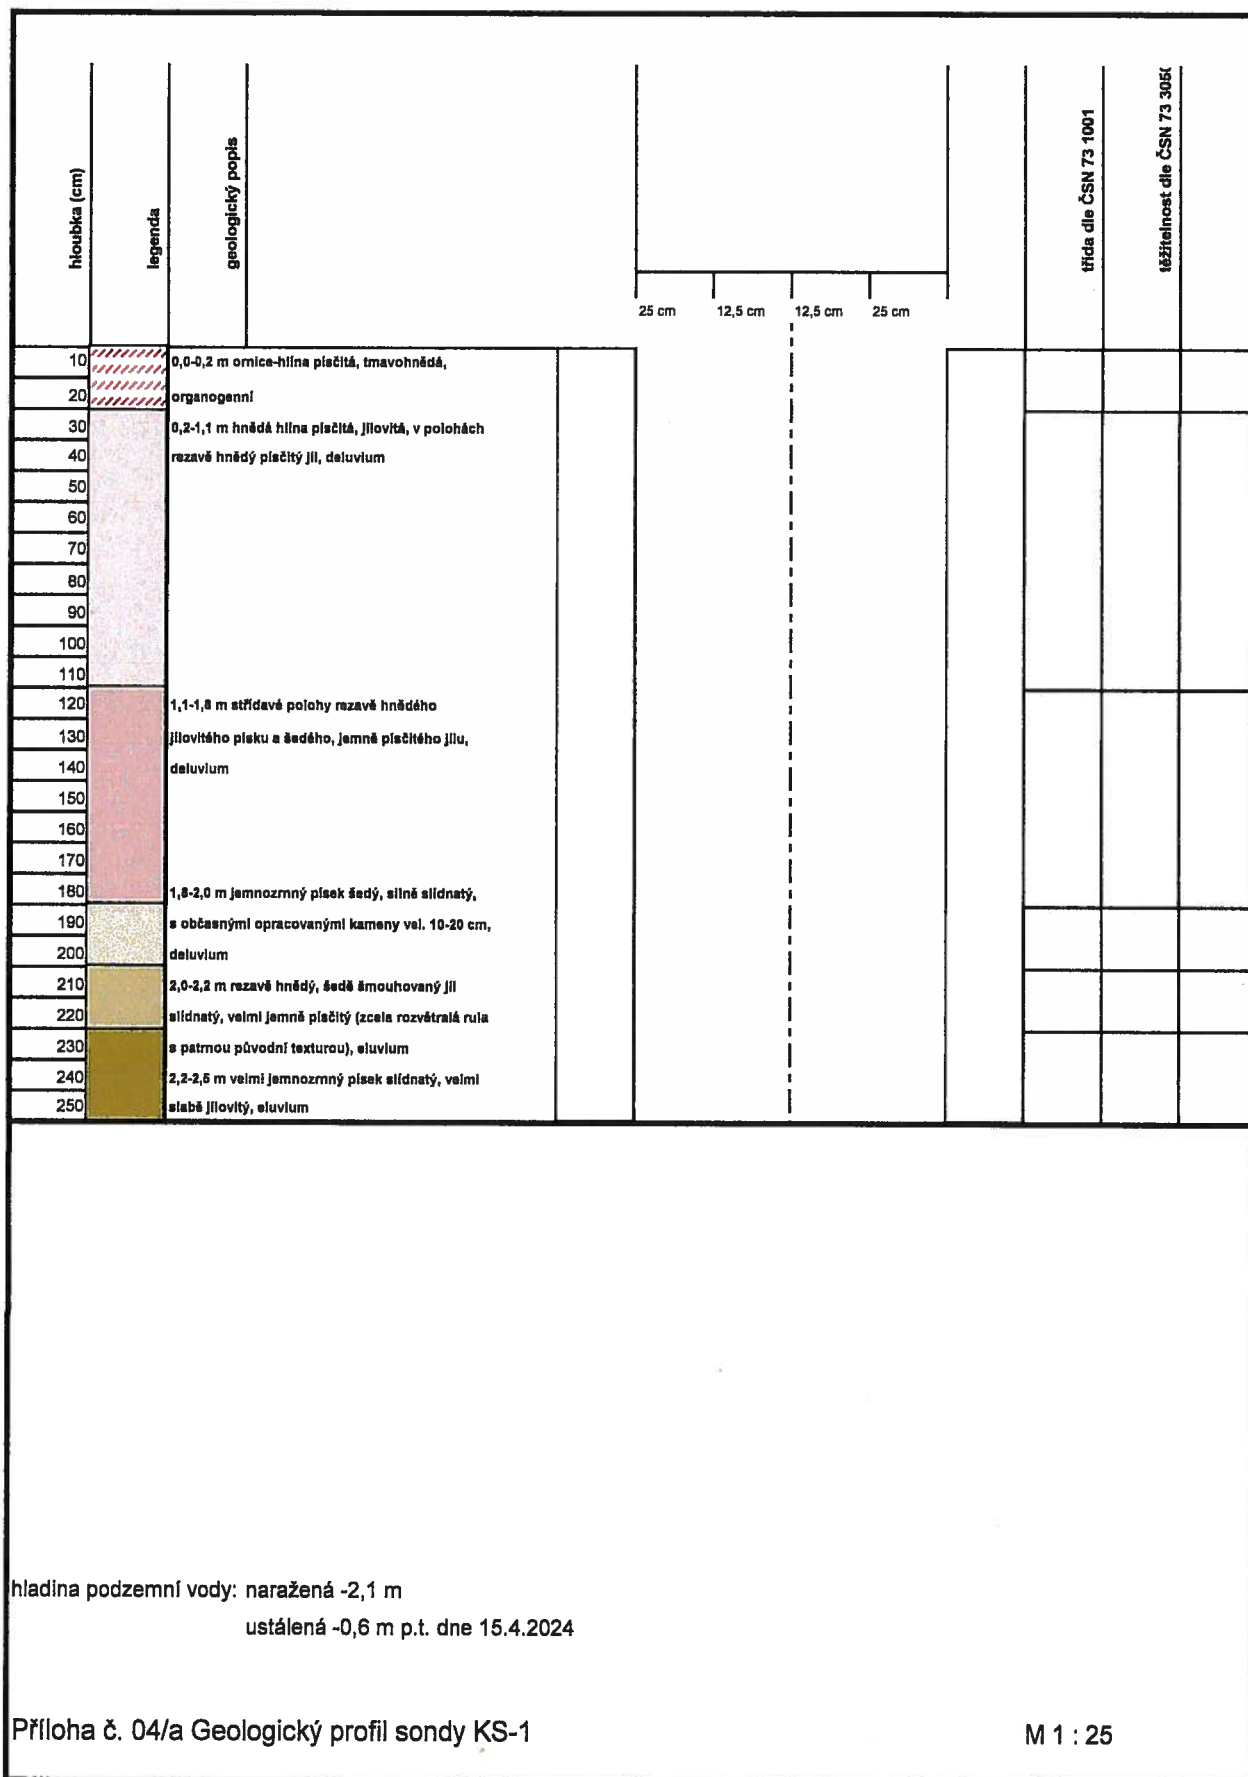 hloubka (cm)
legenda
geologický popis
třída dle ČSN 73 1001
těžitelnost dle ČSN 73 305
25 cm 12,5 cm 12,5 cm 25 cm
10 0,0-0,2 m ornice-hlína písčitá, tmavohnědá,
20 organogenní
30 0,2-1,1 m hnědá hlína písčitá, jílovitá, v polohách
40 rezavě hnědý písčitý jíl, deluvium
50
60
70
80
90
100
110
120 1,1-1,8 m střídavé polohy rezavě hnědého
130 jílovitého písku a šedého, jemně písčitého jílu,
140 deluvium
150
160
170
180 1,8-2,0 m jemnozrnný písek šedý, silně slídnatý,
190 s občasnými opracovanými kameny vel. 10-20 cm,
200 deluvium
210 2,0-2,2 m rezavě hnědý, šedě šmouhovaný jíl
220 slídnatý, velmi jemně písčitý (zcela rozvětralá rula
230 s patrnou původní texturou), eluvium
240 2,2-2,5 m velmi jemnozrnný písek slídnatý, velmi
250 slabě jílovitý, eluvium
hladina podzemní vody: naražená -2,1 m
ustálená -0,6 m p.t. dne 15.4.2024
Příloha č. 04/a Geologický profil sondy KS-1
M 1 : 25